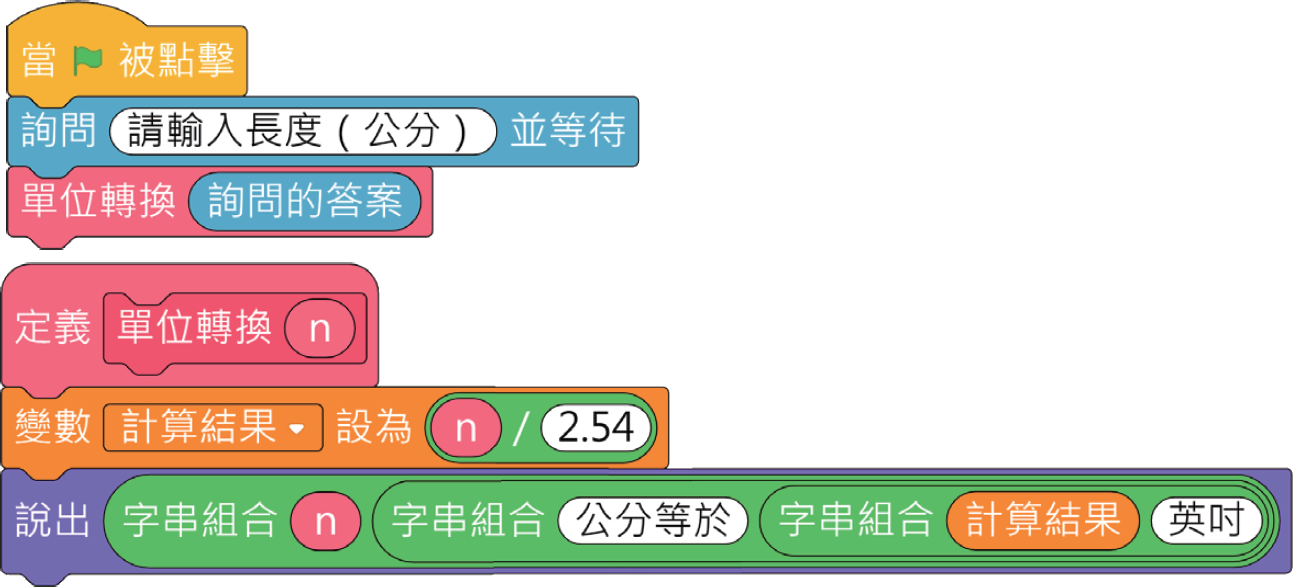 當 被點擊
詢問 請輸入長度(公分) 並等待
單位轉換 詢問的答案
定義 單位轉換 n
變數 計算結果 設為 n / 2.54
說出 字串組合 n 字串組合 公分等於 字串組合 計算結果 英吋